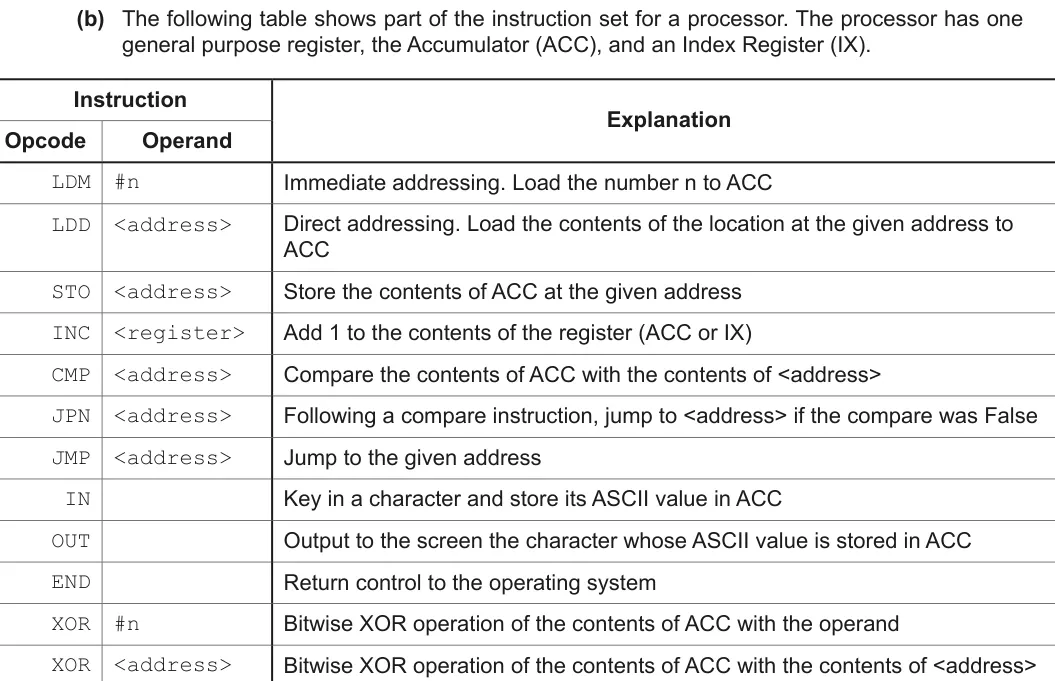 (b) The following table shows part of the instruction set for a processor. The processor has one
general purpose register, the Accumulator (ACC), and an Index Register (IX).
Instruction
Explanation
Opcode Operand
LDM #n Immediate addressing. Load the number n to ACC
LDD <address> Direct addressing. Load the contents of the location at the given address to
ACC
STO <address> Store the contents of ACC at the given address
INC <register> Add 1 to the contents of the register (ACC or IX)
CMP <address> Compare the contents of ACC with the contents of <address>
JPN <address> Following a compare instruction, jump to <address> if the compare was False
JMP <address> Jump to the given address
IN Key in a character and store its ASCII value in ACC
OUT Output to the screen the character whose ASCII value is stored in ACC
END Return control to the operating system
XOR #n Bitwise XOR operation of the contents of ACC with the operand
XOR <address> Bitwise XOR operation of the contents of ACC with the contents of <address>